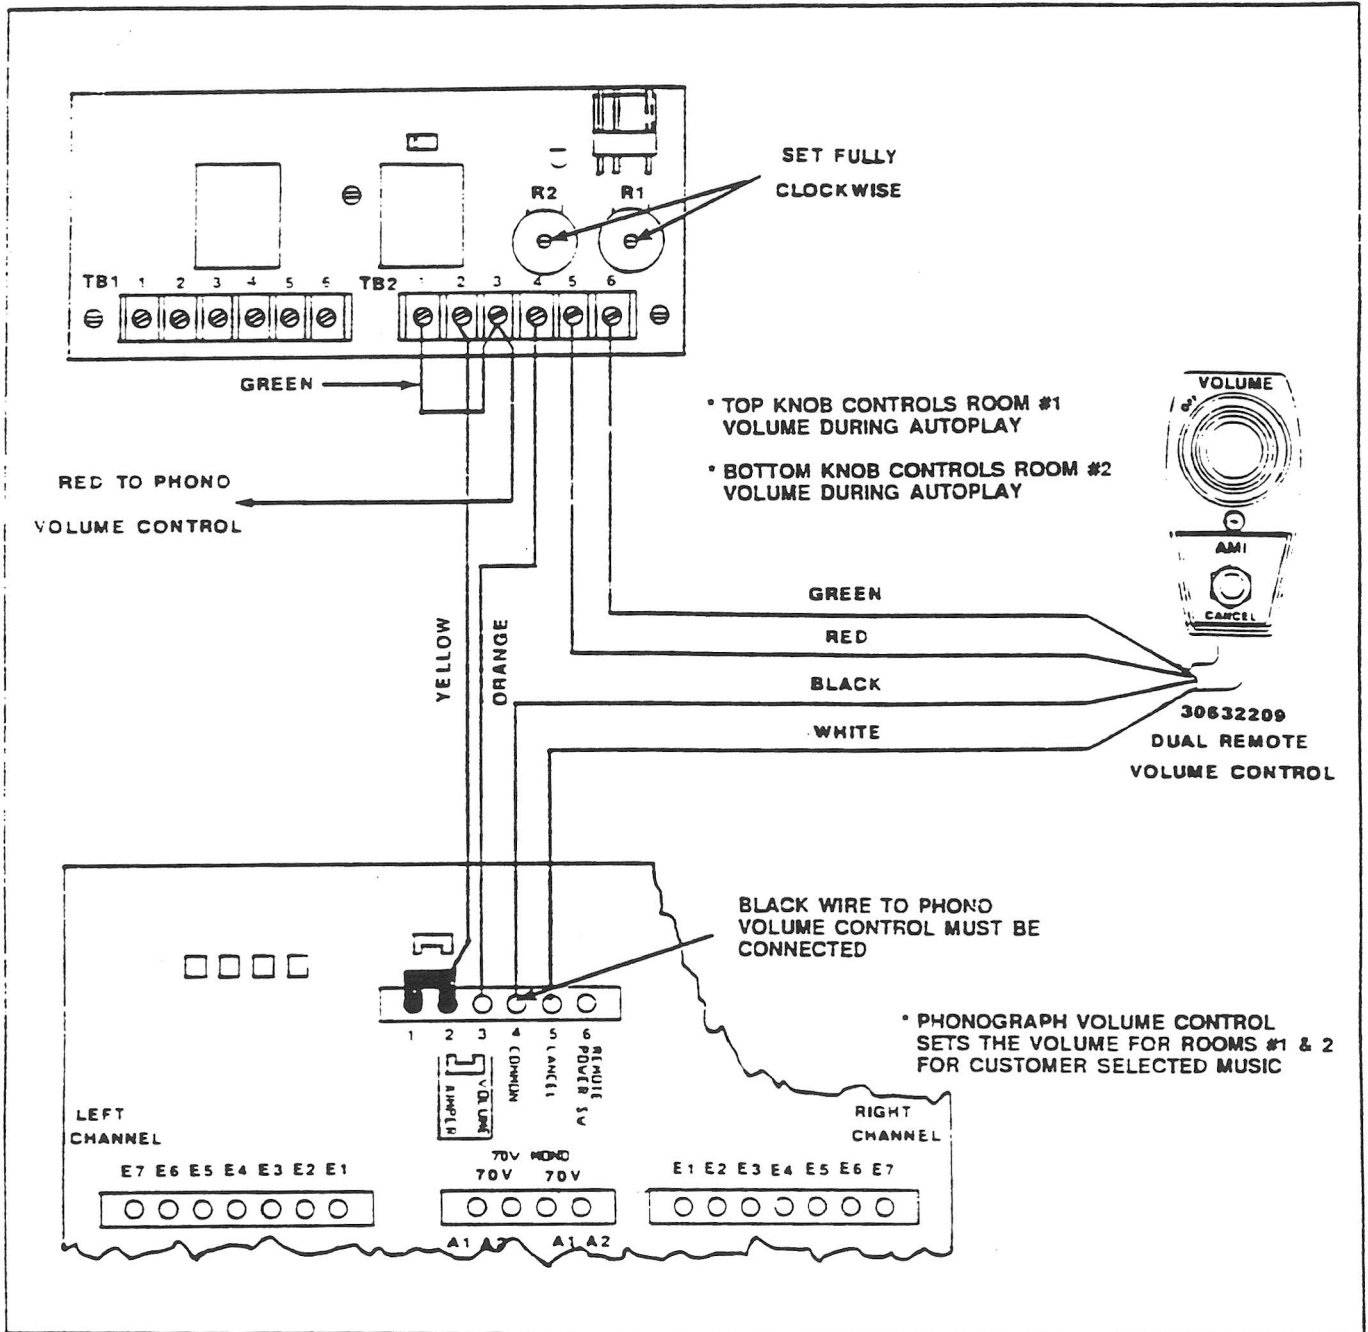 SET FULLY
CLOCKWISE
R2 R1
TB1 1 2 3 4 5 6 TB2 1 2 3 4 5 6
GREEN
RED TO PHONO
VOLUME CONTROL
* TOP KNOB CONTROLS ROOM #1
VOLUME DURING AUTOPLAY
* BOTTOM KNOB CONTROLS ROOM #2
VOLUME DURING AUTOPLAY
VOLUME
OFF
AMI
CANCEL
YELLOW
ORANGE
GREEN
RED
BLACK
WHITE
30632209
DUAL REMOTE
VOLUME CONTROL
BLACK WIRE TO PHONO
VOLUME CONTROL MUST BE
CONNECTED
* PHONOGRAPH VOLUME CONTROL
SETS THE VOLUME FOR ROOMS #1 & 2
FOR CUSTOMER SELECTED MUSIC
1 2 3 4 5 6
JUMPER
VOLUME
COMMON
CANCEL
REMOTE
POWER SW
LEFT
CHANNEL
RIGHT
CHANNEL
E7 E6 E5 E4 E3 E2 E1
70V MONO
70V 70V
E1 E2 E3 E4 E5 E6 E7
A1 A2 A1 A2